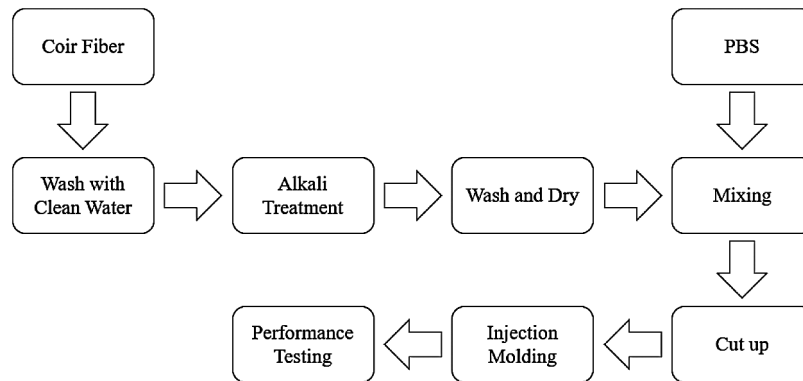 Coir Fiber
PBS
Wash with
Clean Water
Alkali
Treatment
Wash and Dry
Mixing
Performance
Testing
Injection
Molding
Cut up